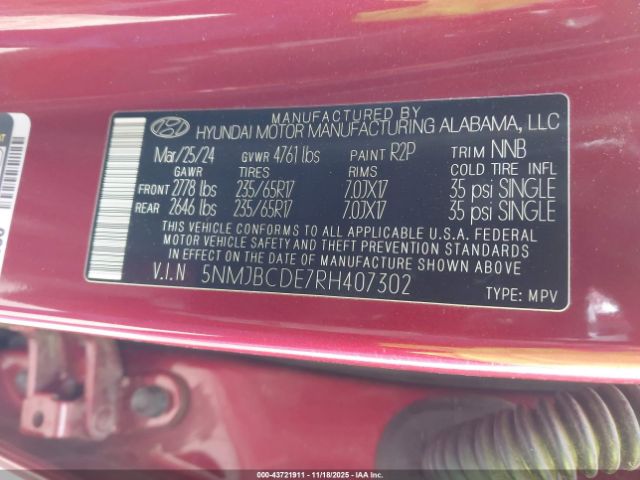 MANUFACTURED BY
HYUNDAI MOTOR MANUFACTURING ALABAMA, LLC
Mar/25/24 GVWR 4761 lbs PAINT R2P TRIM NNB
GAWR TIRES RIMS COLD TIRE INFL
FRONT 2778 lbs 235/65R17 7.0JX17 35 psi SINGLE
REAR 2646 lbs 235/65R17 7.0JX17 35 psi SINGLE
THIS VEHICLE CONFORMS TO ALL APPLICABLE U.S.A. FEDERAL
MOTOR VEHICLE SAFETY AND THEFT PREVENTION STANDARDS
IN EFFECT ON THE DATE OF MANUFACTURE SHOWN ABOVE.
V.I.N 5NMJBCDE7RH407302
TYPE: MPV
000-43721911 - 11/18/2025 -